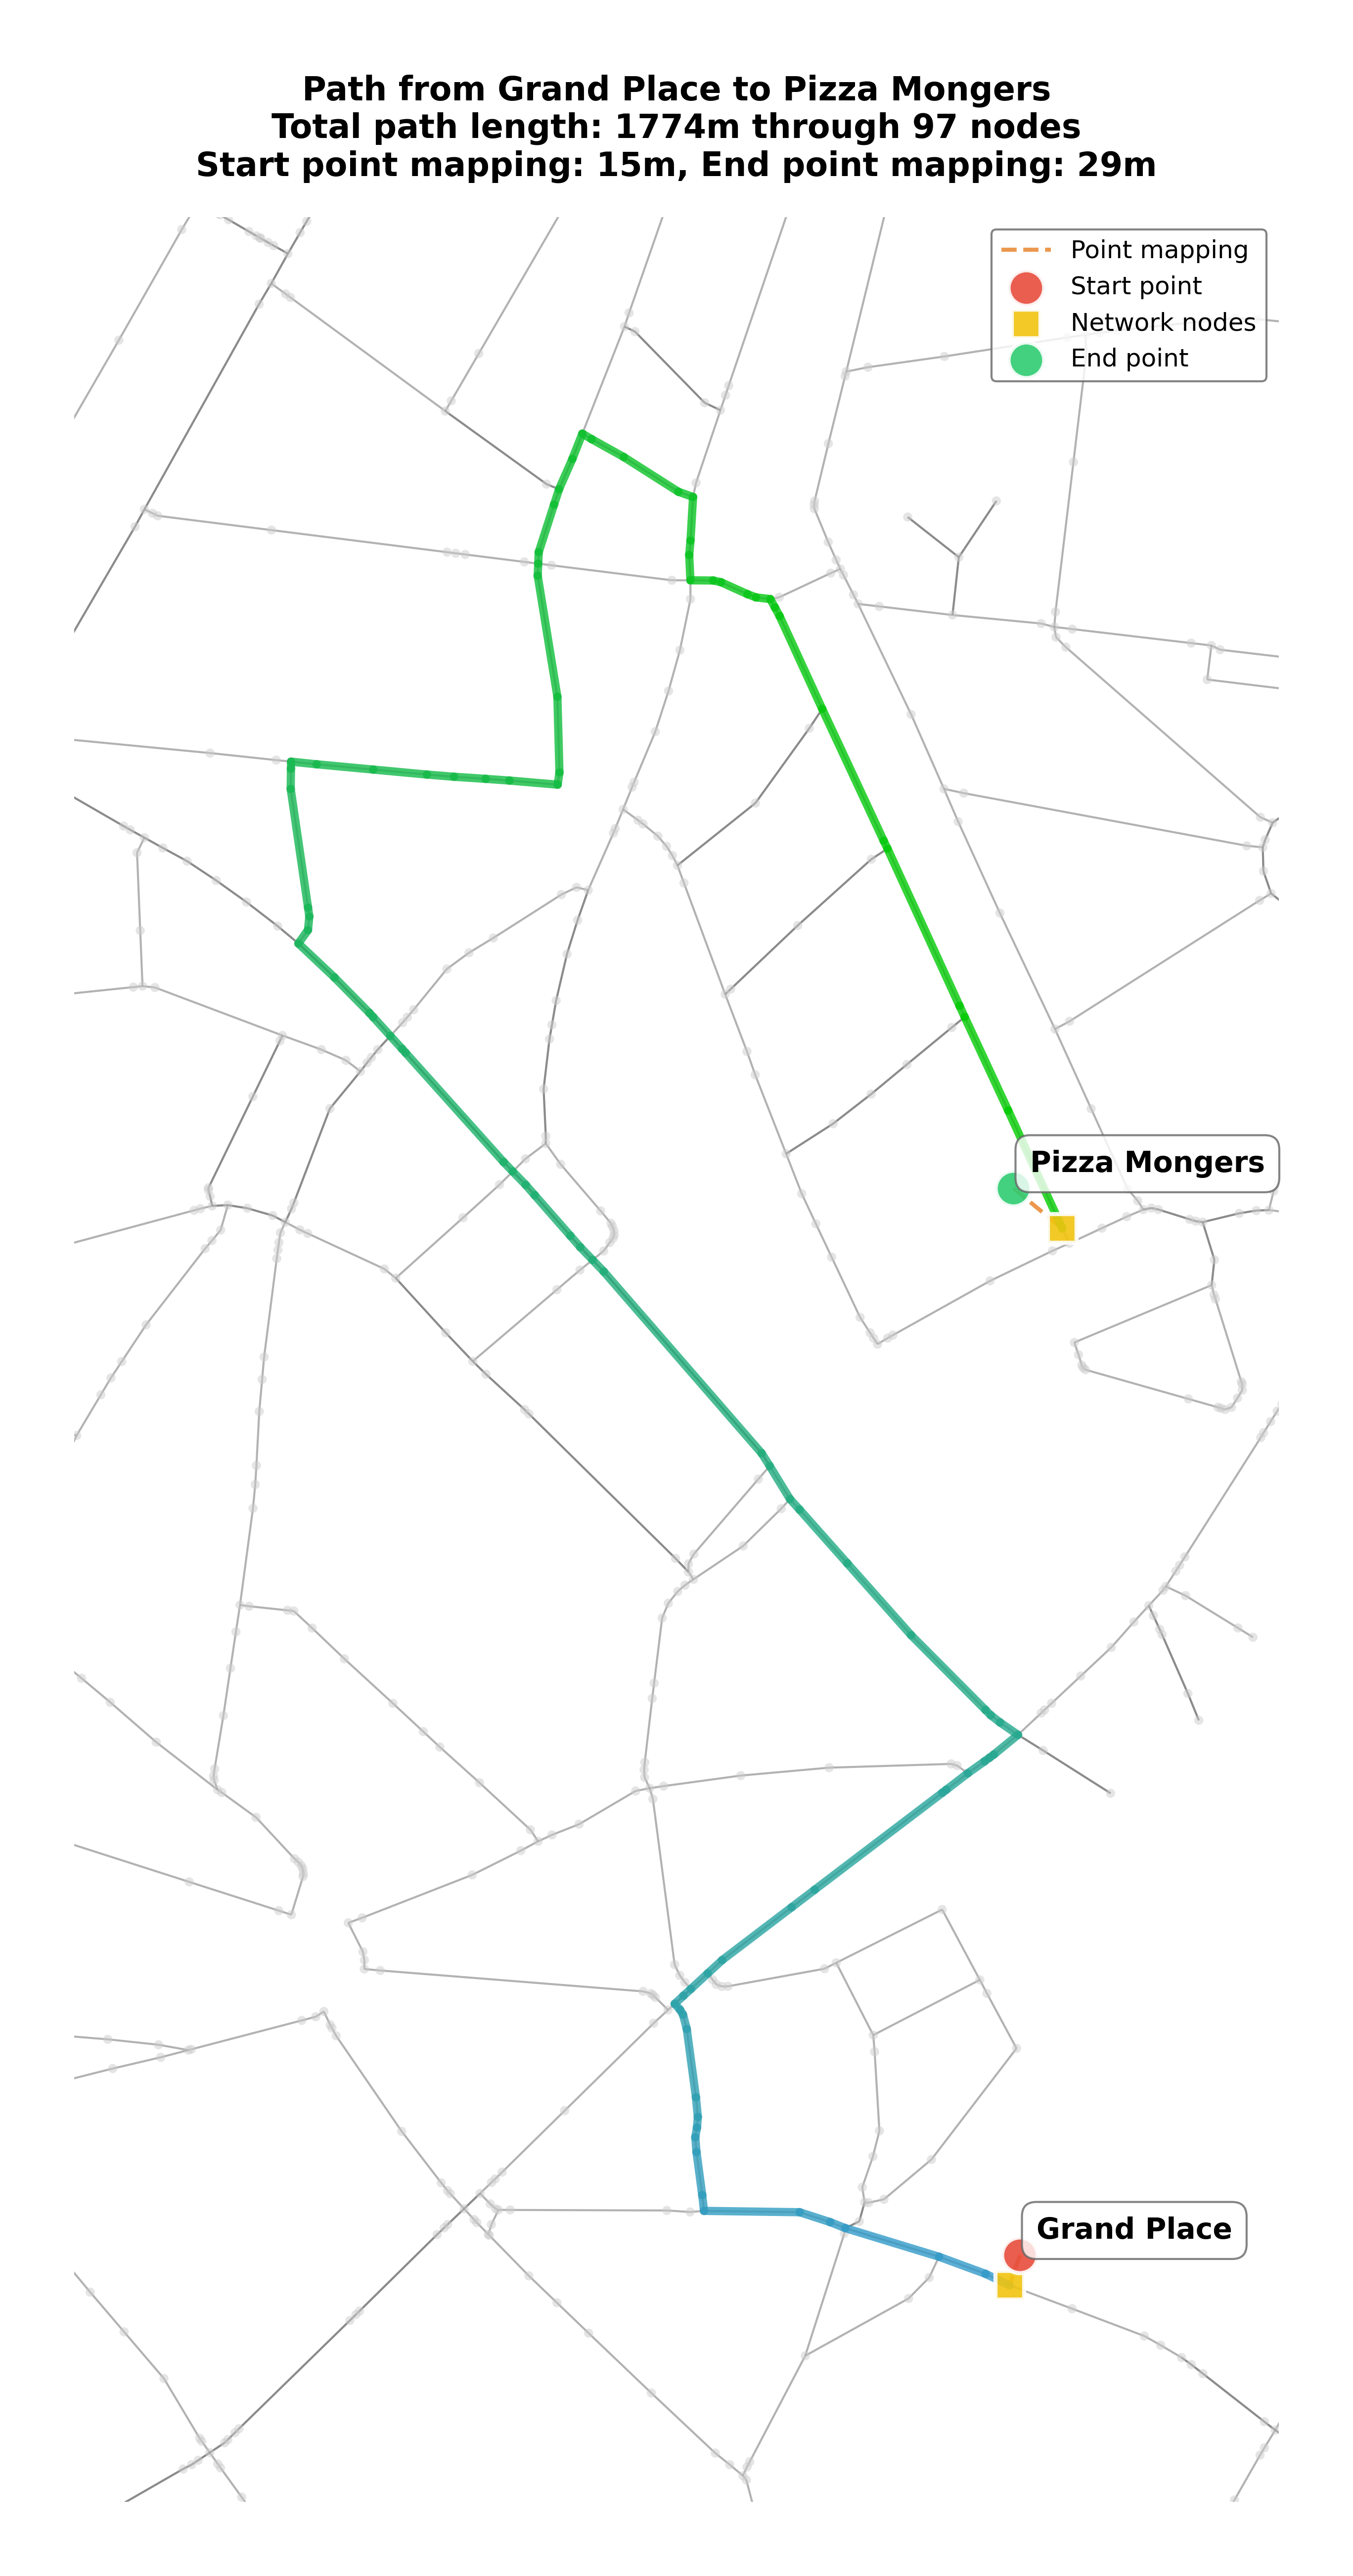 Path from Grand Place to Pizza Mongers
Total path length: 1774m through 97 nodes
Start point mapping: 15m, End point mapping: 29m
Point mapping
Start point
Network nodes
End point
Pizza Mongers
Grand Place